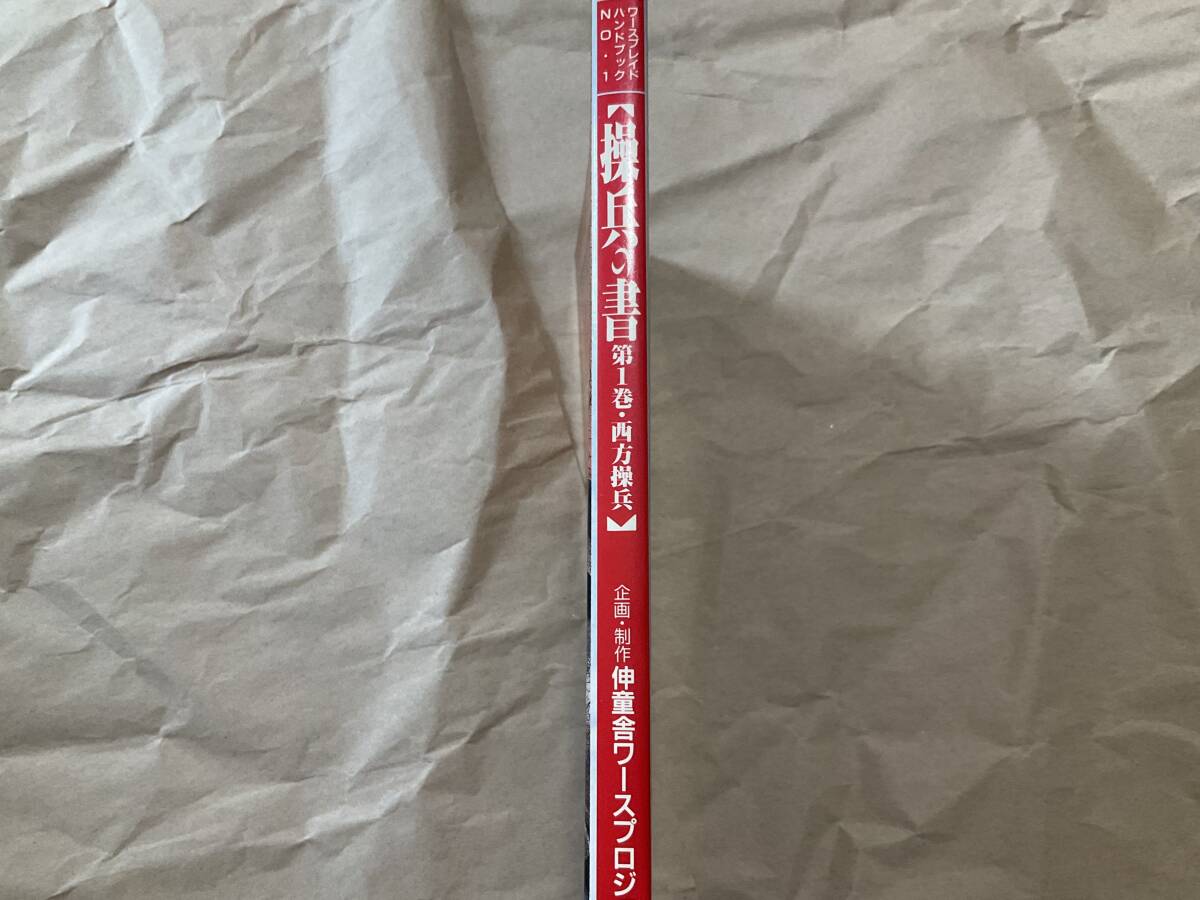 ワースブレイド
ハンドブック
NO.1
【操兵の書 第1巻・西方操兵】
企画・制作 伸童舎ワースプロジ